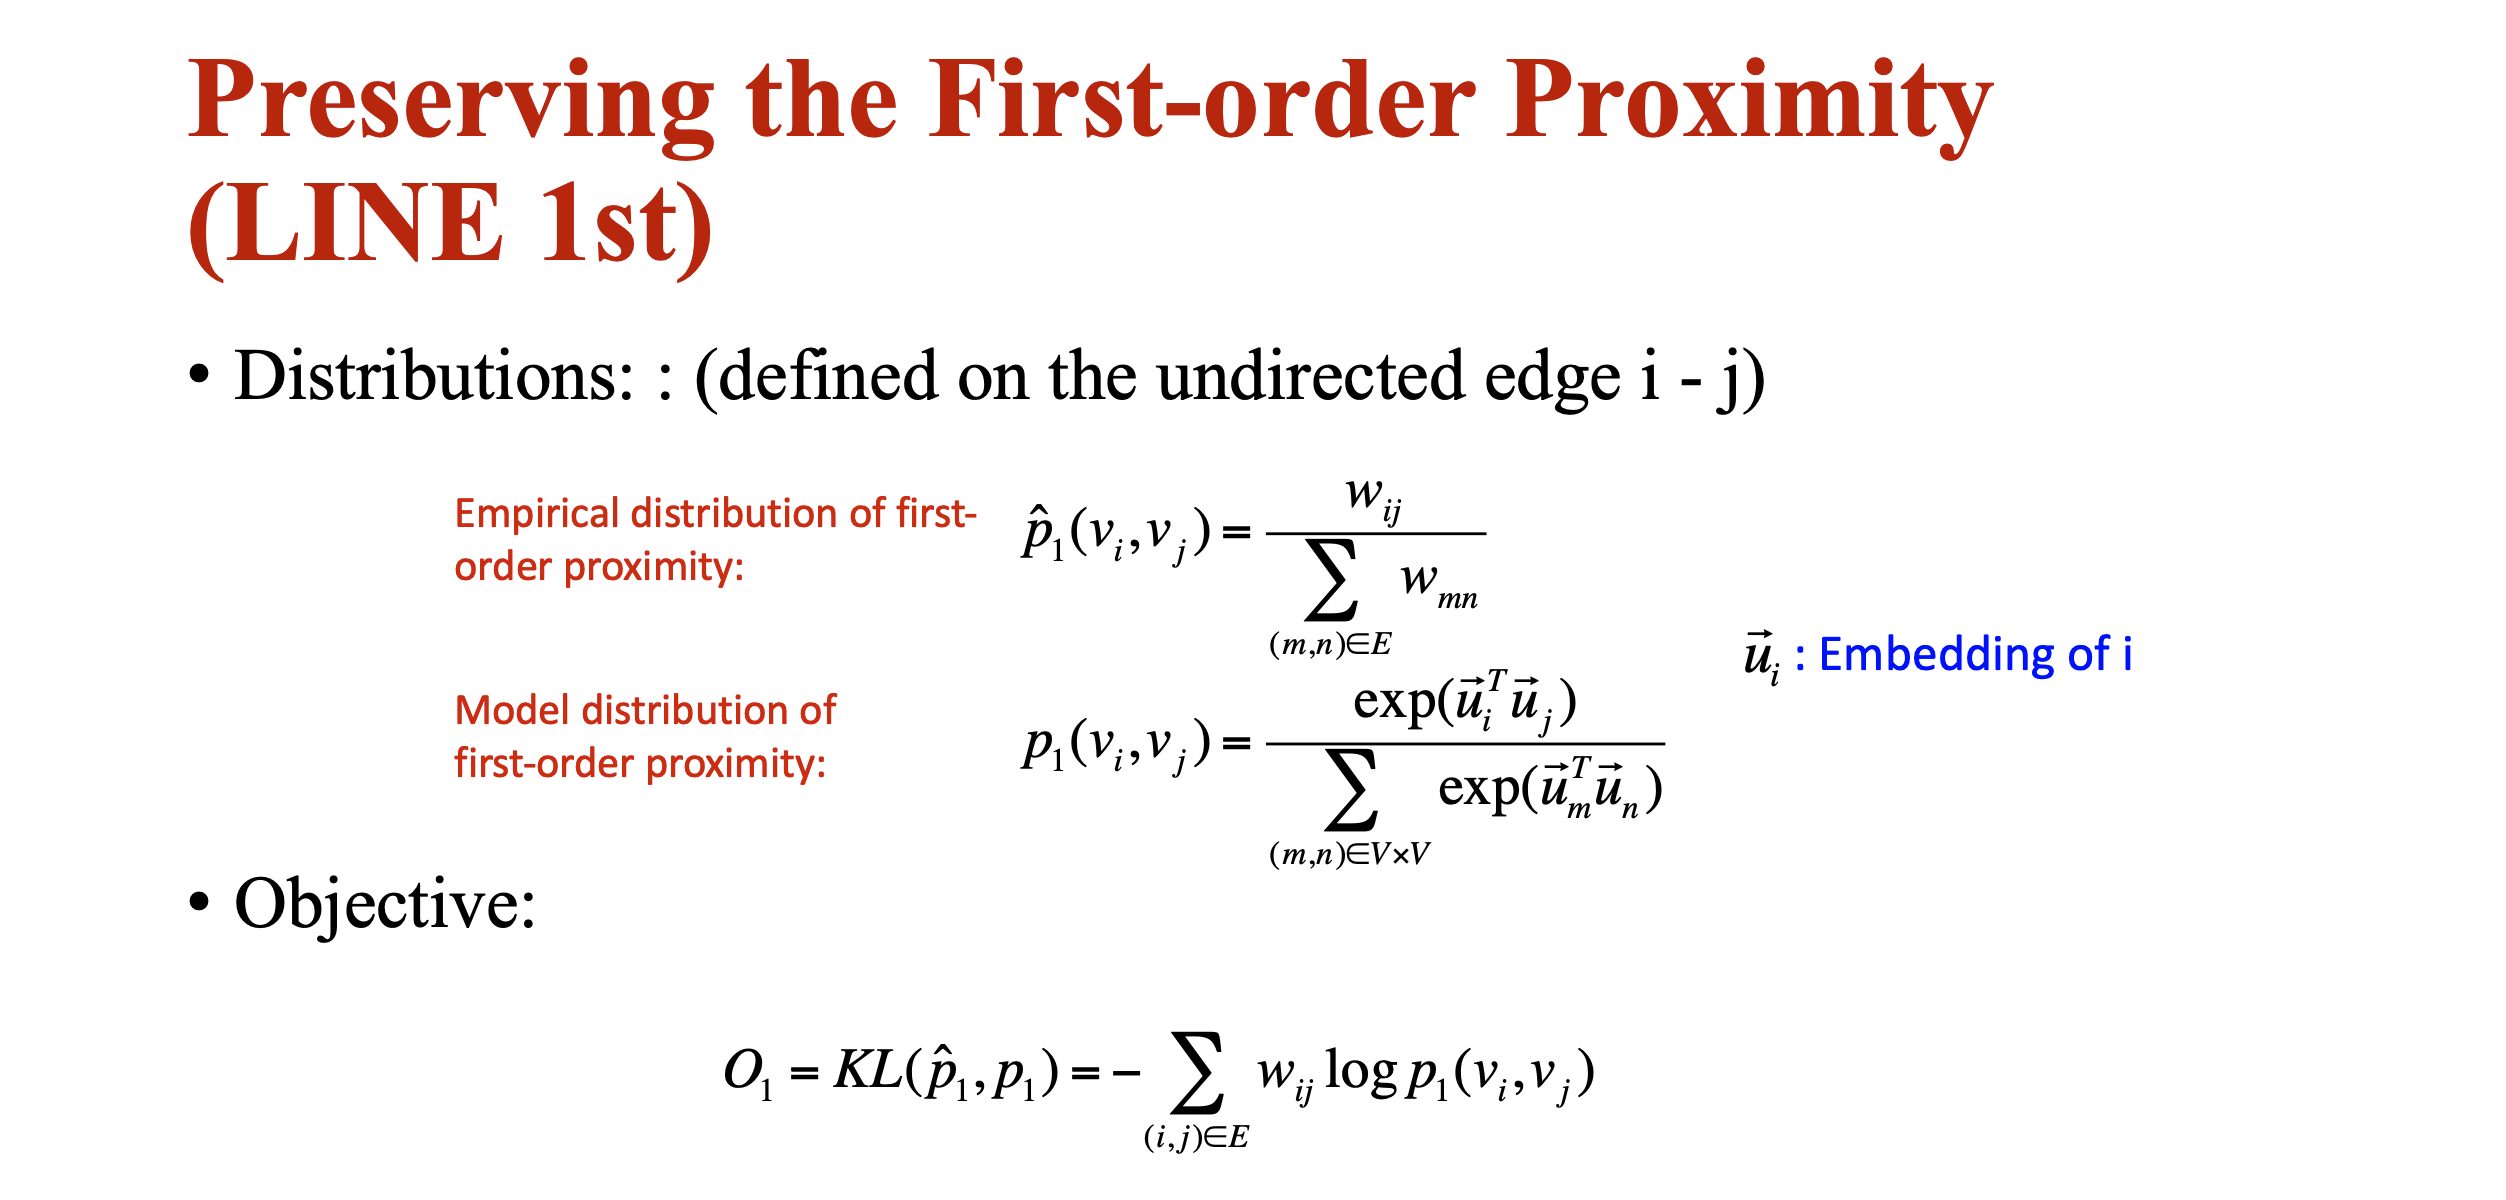 Preserving the First-order Proximity
(LINE 1st)
• Distributions: : (defined on the undirected edge i - j)
Empirical distribution of first-
order proximity:
$\hat{p}_1(v_i, v_j) = \frac{w_{ij}}{\sum_{(m,n)\in E} w_{mn}}$
$\vec{u}_i$ : Embedding of i
Model distribution of
first-order proximity:
$p_1(v_i, v_j) = \frac{\exp(\vec{u}_i^T \vec{u}_j)}{\sum_{(m,n)\in V\times V} \exp(\vec{u}_m^T \vec{u}_n)}$
• Objective:
$O_1 = KL(\hat{p}_1, p_1) = -\sum_{(i,j)\in E} w_{ij} \log p_1(v_i, v_j)$